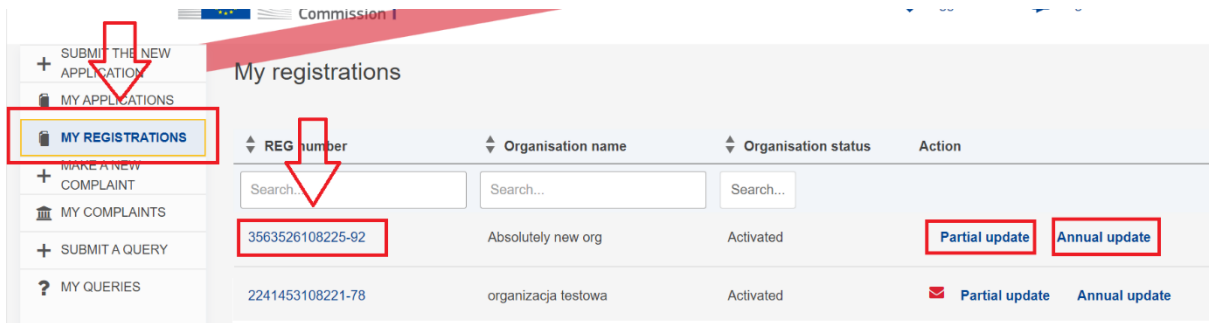 Commission
SUBMIT THE NEW
APPLICATION
MY APPLICATIONS
MY REGISTRATIONS
MAKE A NEW
COMPLAINT
MY COMPLAINTS
SUBMIT A QUERY
MY QUERIES
My registrations
REG number Organisation name Organisation status Action
Search... Search... Search...
3563526108225-92 Absolutely new org Activated Partial update Annual update
2241453108221-78 organizacja testowa Activated Partial update Annual update